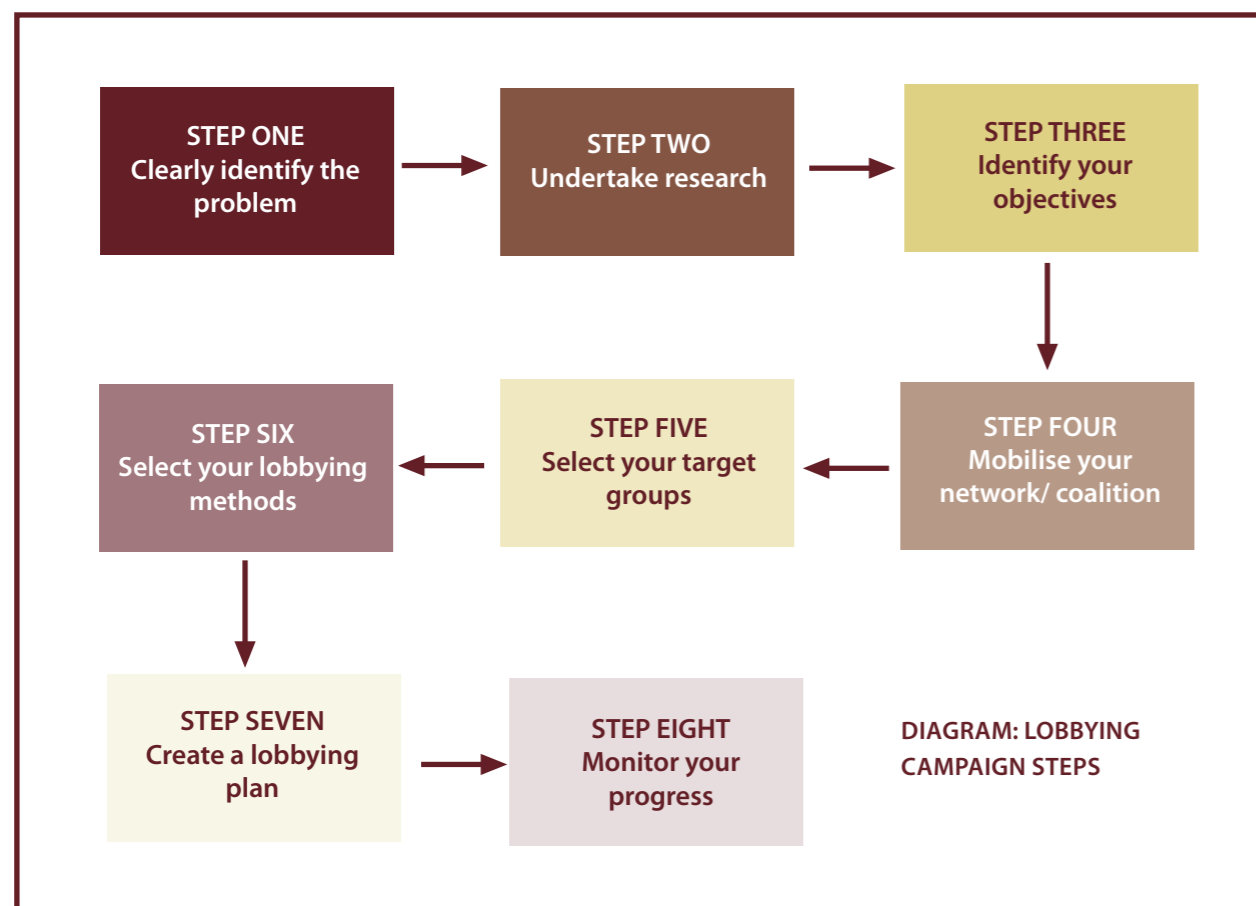 STEP ONE
Clearly identify the
problem
STEP TWO
Undertake research
STEP THREE
Identify your
objectives
STEP FOUR
Mobilise your
network/ coalition
STEP FIVE
Select your target
groups
STEP SIX
Select your lobbying
methods
STEP SEVEN
Create a lobbying
plan
STEP EIGHT
Monitor your
progress
DIAGRAM: LOBBYING
CAMPAIGN STEPS